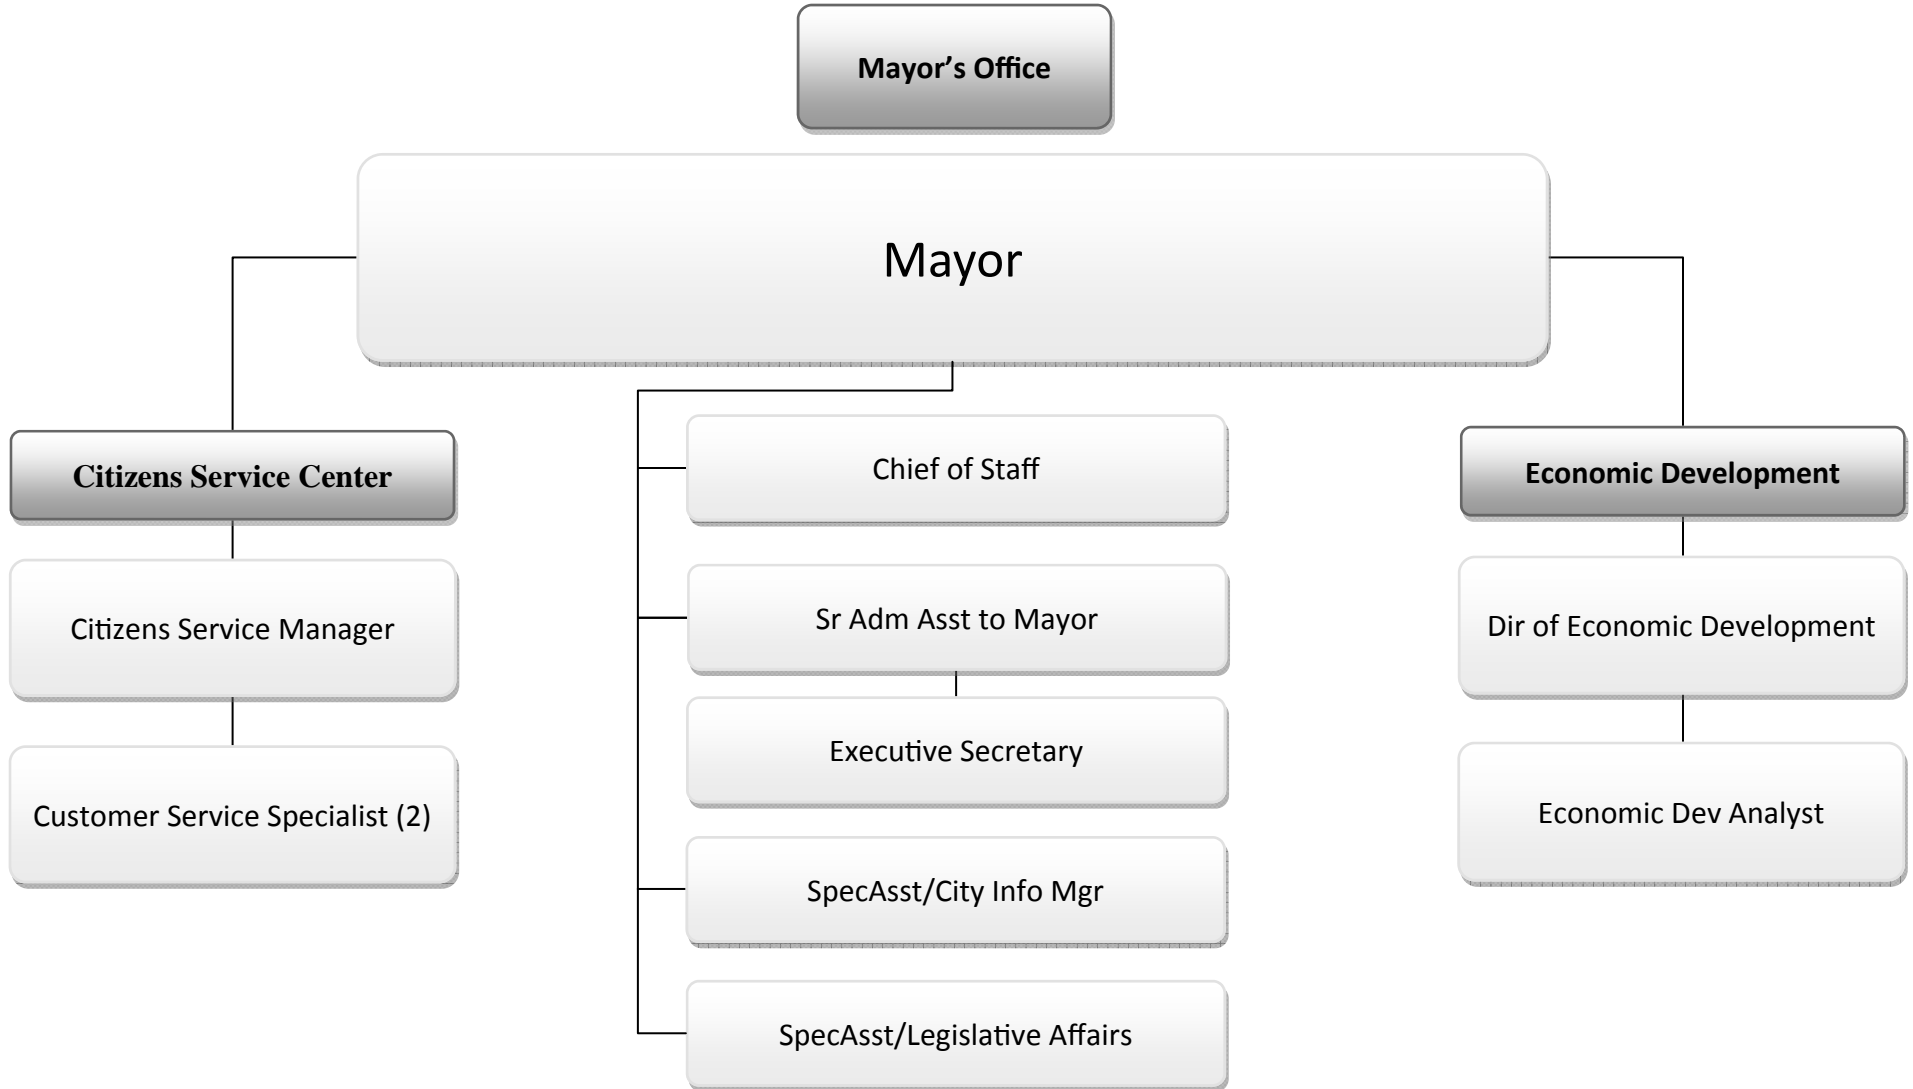 Mayor’s Office
Mayor
Citizens Service Center
Citizens Service Manager
Customer Service Specialist (2)
Chief of Staff
Sr Adm Asst to Mayor
Executive Secretary
SpecAsst/City Info Mgr
SpecAsst/Legislative Affairs
Economic Development
Dir of Economic Development
Economic Dev Analyst